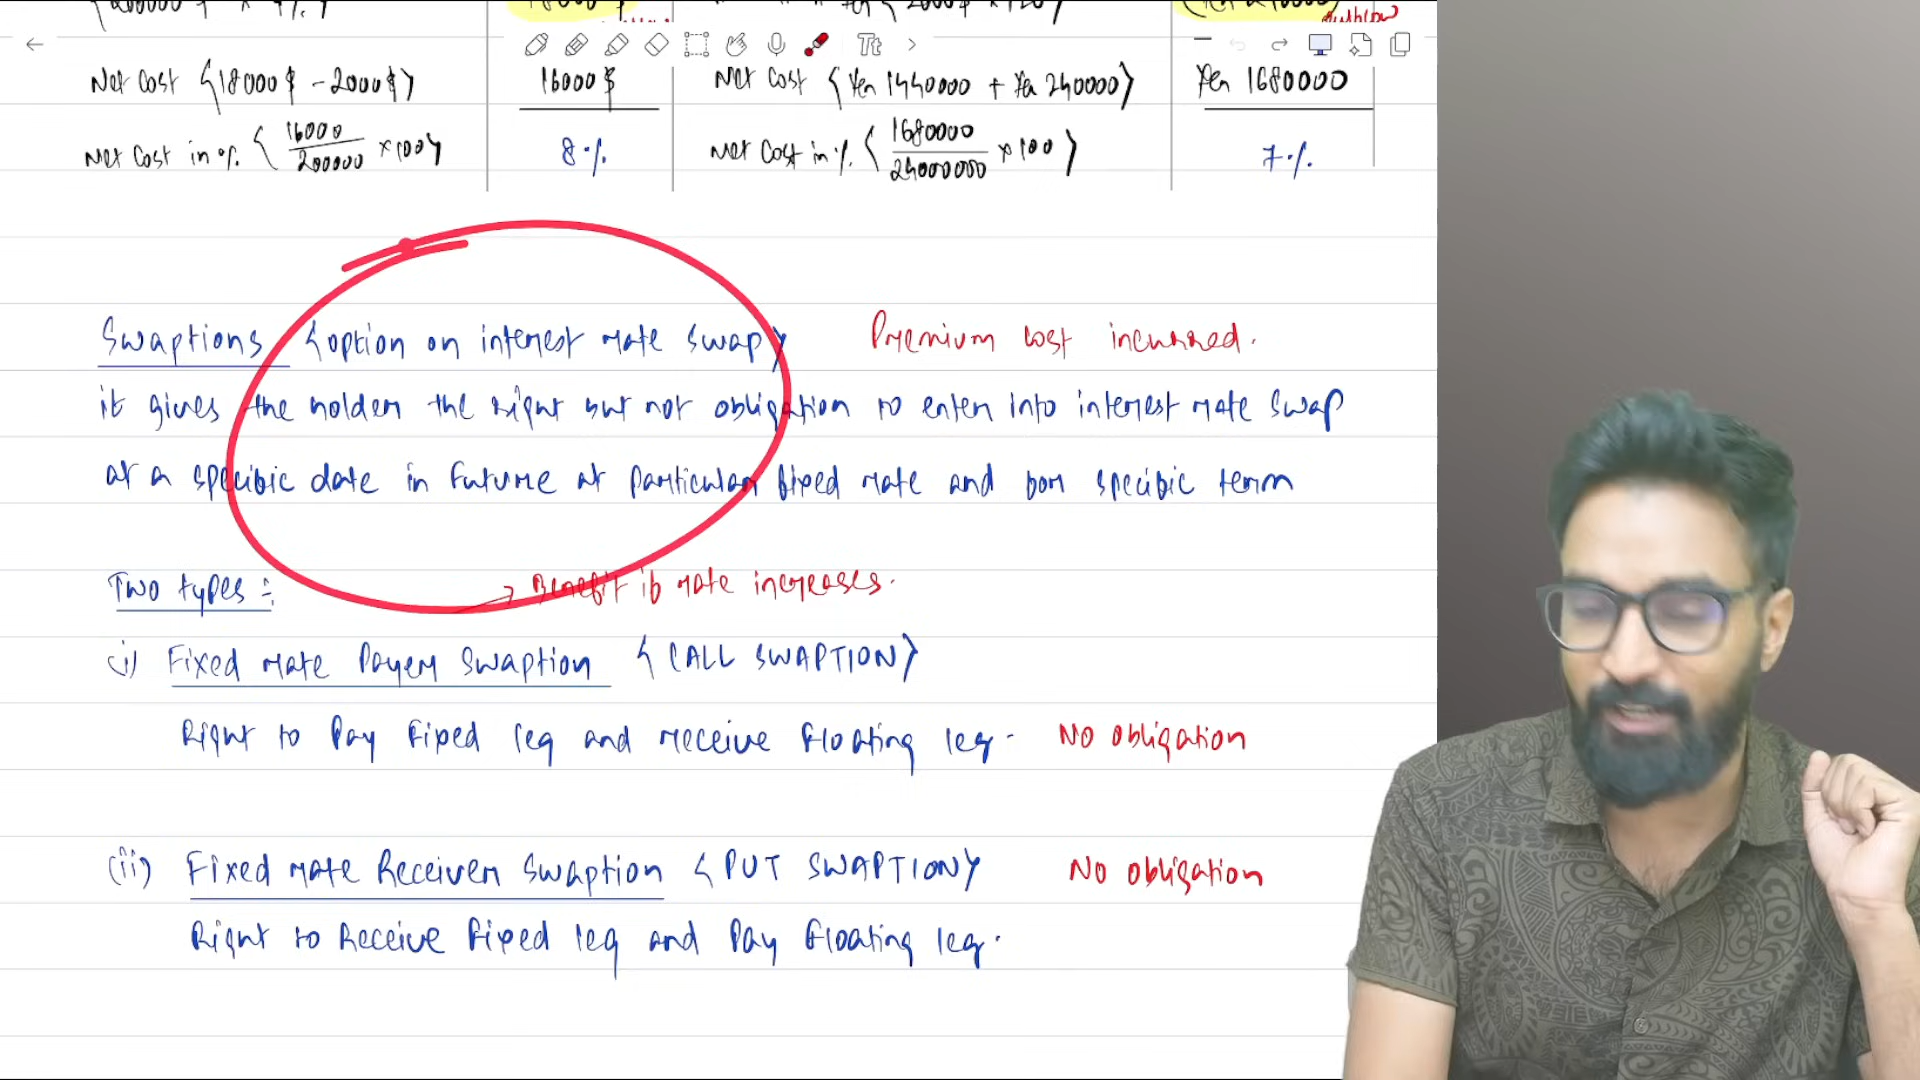 Tt
Net Cost {18000$ - 2000$} 16000$ Net Cost {Yen 1440000 + Yen 240000} Yen 1680000
Net Cost in % {16000/200000 x 100} 8% Net Cost in % {1680000/24000000 x 100} 7%
Swaptions {option on interest rate swap} Premium cost incurred.
it gives the holder the right but not obligation to enter into interest rate swap
at a specific date in future at particular fixed rate and for specific term
Two types :- → Benefit if rate increases.
(i) Fixed rate Payer Swaption {CALL SWAPTION}
Right to Pay Fixed leg and receive floating leg. No obligation
(ii) Fixed rate Receiver Swaption {PUT SWAPTION} No obligation
Right to Receive fixed leg and Pay Floating leg.